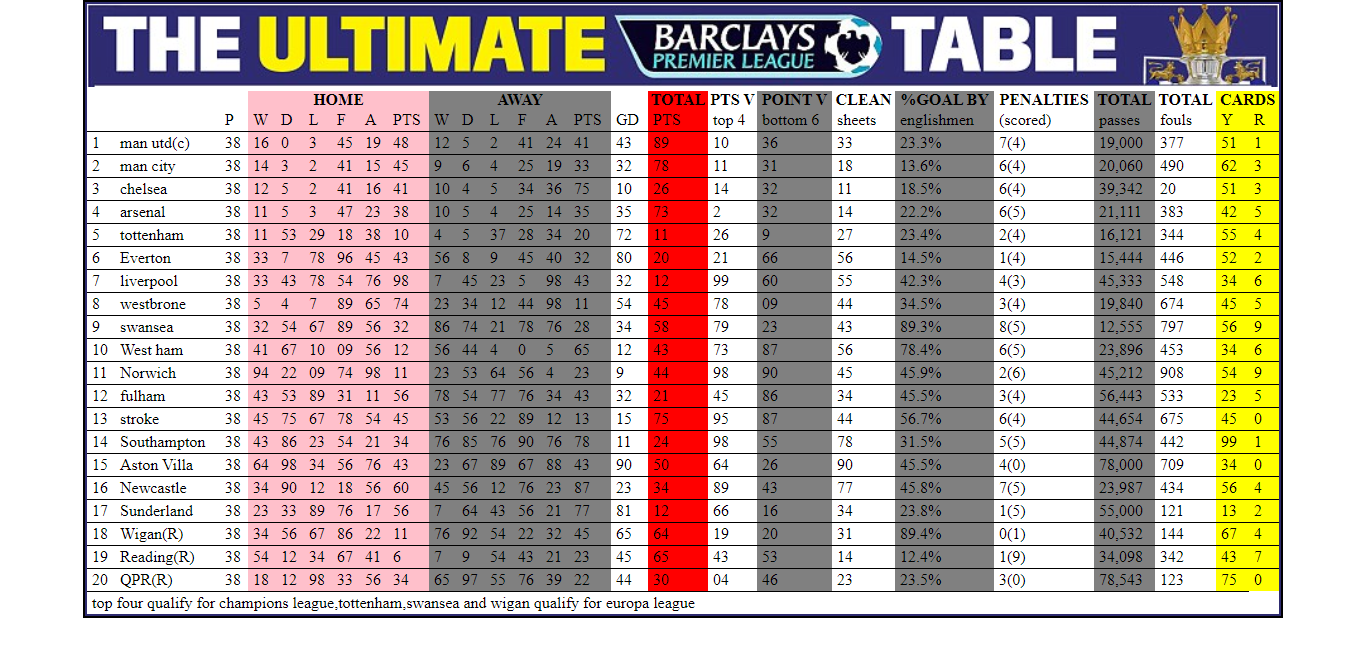 THE ULTIMATE BARCLAYS PREMIER LEAGUE TABLE
HOME AWAY TOTAL PTS V POINT V CLEAN %GOAL BY PENALTIES TOTAL TOTAL CARDS
P W D L F A PTS W D L F A PTS GD PTS top 4 bottom 6 sheets englishmen (scored) passes fouls Y R
1 man utd(c) 38 16 0 3 45 19 48 12 5 2 41 24 41 43 89 10 36 33 23.3% 7(4) 19,000 377 51 1
2 man city 38 14 3 2 41 15 45 9 6 4 25 19 33 32 78 11 31 18 13.6% 6(4) 20,060 490 62 3
3 chelsea 38 12 5 2 41 16 41 10 4 5 34 36 75 10 26 14 32 11 18.5% 6(4) 39,342 20 51 3
4 arsenal 38 11 5 3 47 23 38 10 5 4 25 14 35 35 73 2 32 14 22.2% 6(5) 21,111 383 42 5
5 tottenham 38 11 53 29 18 38 10 4 5 37 28 34 20 72 11 26 9 27 23.4% 2(4) 16,121 344 55 4
6 Everton 38 33 7 78 96 45 43 56 8 9 45 40 32 80 20 21 66 56 14.5% 1(4) 15,444 446 52 2
7 liverpool 38 33 43 78 54 76 98 7 45 23 5 98 43 32 12 99 60 55 42.3% 4(3) 45,333 548 34 6
8 westbrone 38 5 4 7 89 65 74 23 34 12 44 98 11 54 45 78 09 44 34.5% 3(4) 19,840 674 45 5
9 swansea 38 32 54 67 89 56 32 86 74 21 78 76 28 34 58 79 23 43 89.3% 8(5) 12,555 797 56 9
10 West ham 38 41 67 10 09 56 12 56 44 4 0 5 65 12 43 73 87 56 78.4% 6(5) 23,896 453 34 6
11 Norwich 38 94 22 09 74 98 11 23 53 64 56 4 23 9 44 98 90 45 45.9% 2(6) 45,212 908 54 9
12 fulham 38 43 53 89 31 11 56 78 54 77 76 34 43 32 21 45 86 34 45.5% 3(4) 56,443 533 23 5
13 stroke 38 45 75 67 78 54 45 53 56 22 89 12 13 15 75 95 87 44 56.7% 6(4) 44,654 675 45 0
14 Southampton 38 43 86 23 54 21 34 76 85 76 90 76 78 11 24 98 55 78 31.5% 5(5) 44,874 442 99 1
15 Aston Villa 38 64 98 34 56 76 43 23 67 89 67 88 43 90 50 64 26 90 45.5% 4(0) 78,000 709 34 0
16 Newcastle 38 34 90 12 18 56 60 45 56 12 76 23 87 23 34 89 43 77 45.8% 7(5) 23,987 434 56 4
17 Sunderland 38 23 33 89 76 17 56 7 64 43 56 21 77 81 12 66 16 34 23.8% 1(5) 55,000 121 13 2
18 Wigan(R) 38 34 56 67 86 22 11 76 92 54 22 32 45 65 64 19 20 31 89.4% 0(1) 40,532 144 67 4
19 Reading(R) 38 54 12 34 67 41 6 7 9 54 43 21 23 45 65 43 53 14 12.4% 1(9) 34,098 342 43 7
20 QPR(R) 38 18 12 98 33 56 34 65 97 55 76 39 22 44 30 04 46 23 23.5% 3(0) 78,543 123 75 0
top four qualify for champions league,tottenham,swansea and wigan qualify for europa league